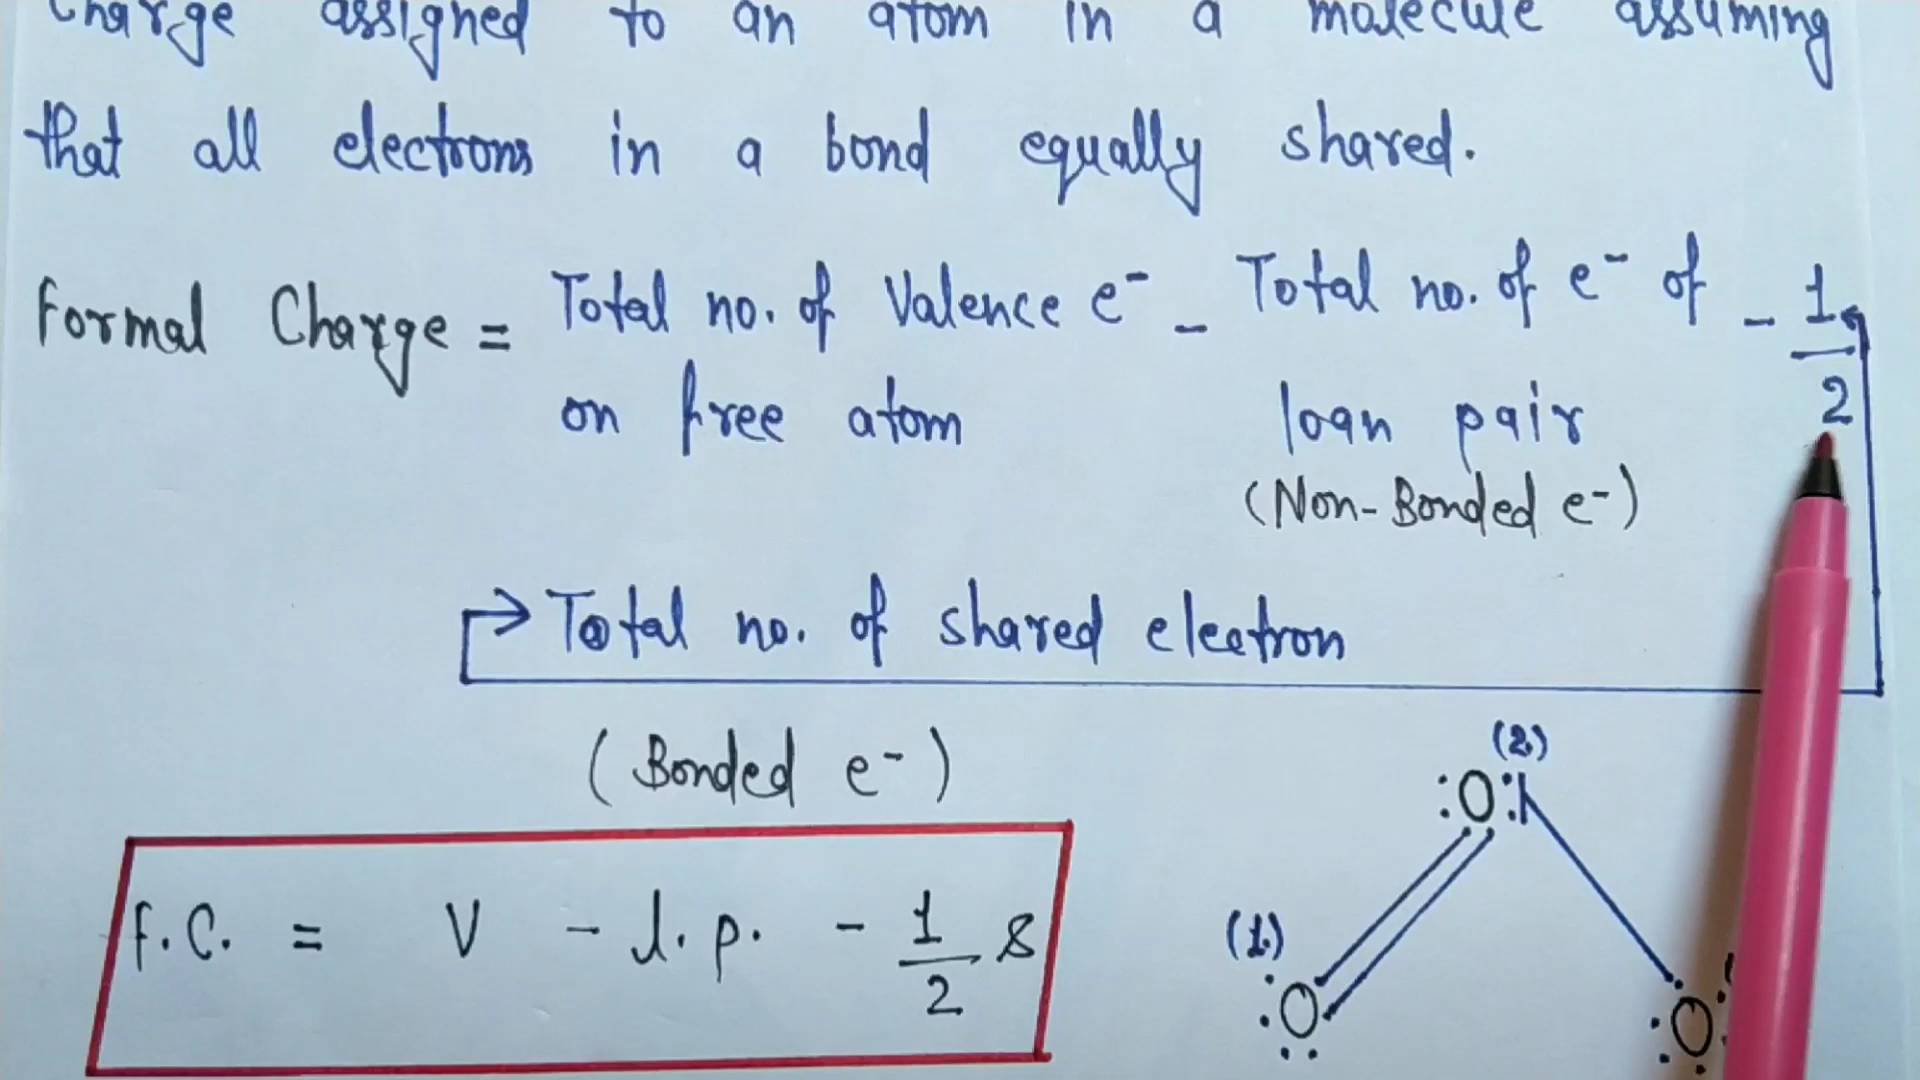 Charge assigned to an atom in a molecule assuming
that all electrons in a bond equally shared.
Formal Charge = Total no. of Valence e⁻ on free atom - Total no. of e⁻ of loan pair (Non-Bonded e⁻) - 1/2
Total no. of shared electron
(Bonded e⁻)
F.C. = V - l.p. - 1/2 s
(2)
:O:
(1)
O
O